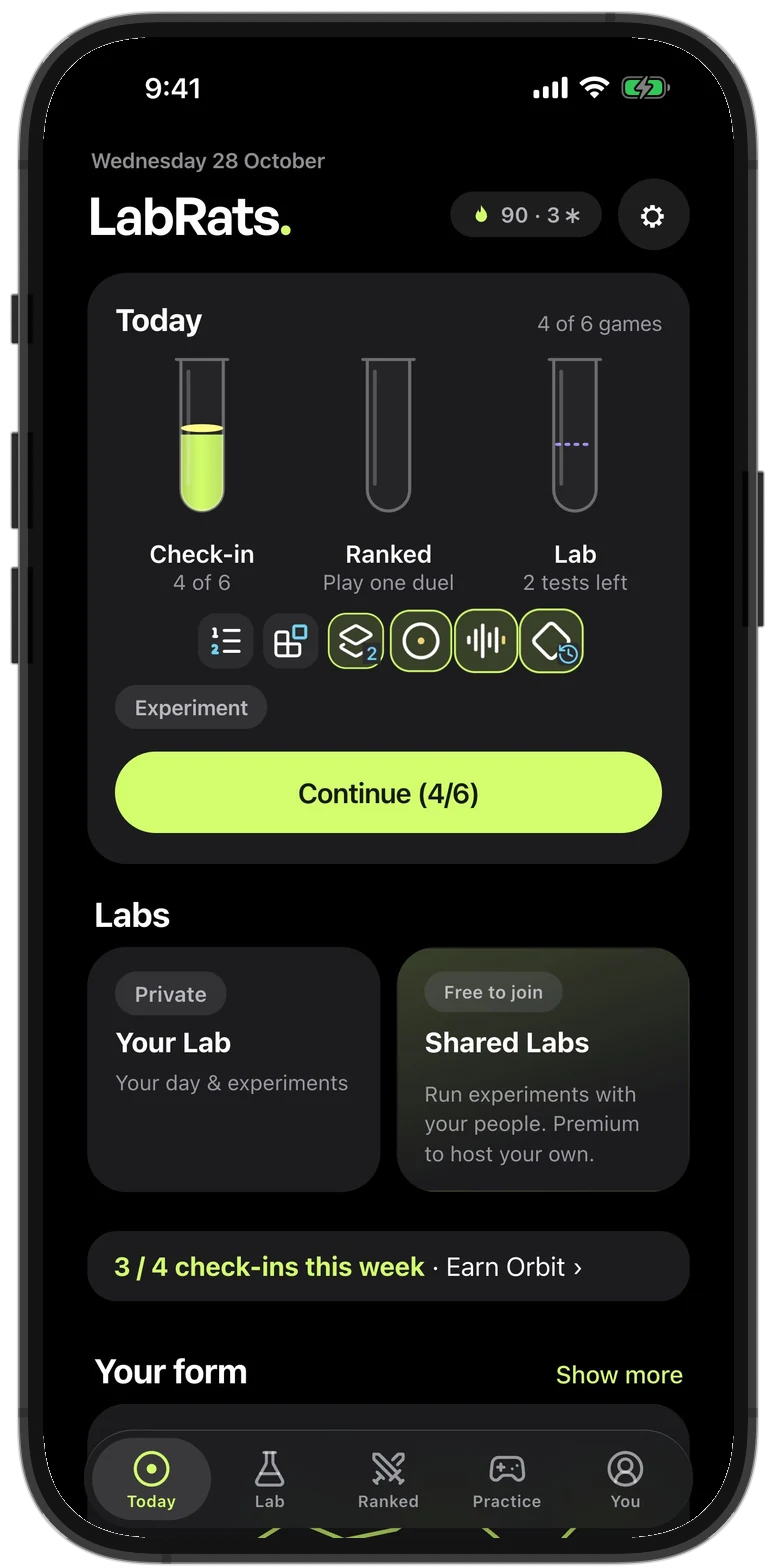 9:41
Wednesday 28 October
LabRats.
90 · 3 *
Today
4 of 6 games
Check-in
Ranked
Lab
4 of 6
Play one duel
2 tests left
1
2
2
Experiment
Continue (4/6)
Labs
Private
Your Lab
Your day & experiments
Free to join
Shared Labs
Run experiments with
your people. Premium
to host your own.
3 / 4 check-ins this week · Earn Orbit ›
Your form
Show more
Today
Lab
Ranked
Practice
You